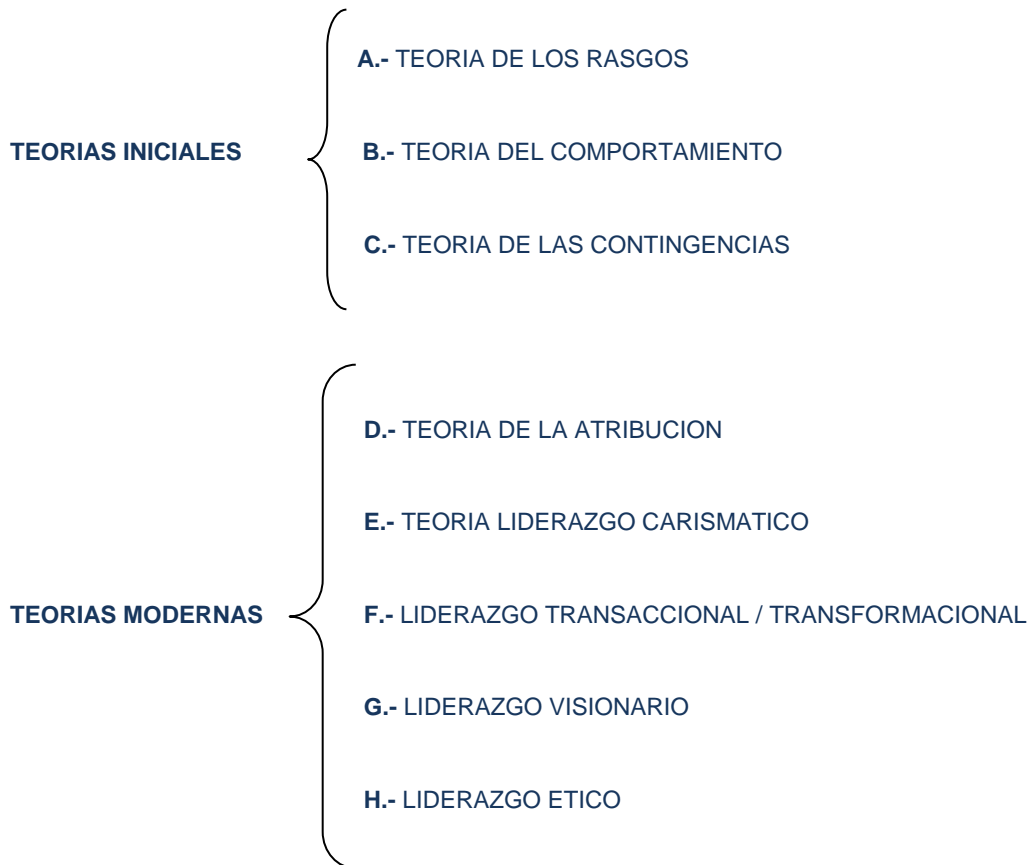 A.- TEORIA DE LOS RASGOS
TEORIAS INICIALES
B.- TEORIA DEL COMPORTAMIENTO
C.- TEORIA DE LAS CONTINGENCIAS
D.- TEORIA DE LA ATRIBUCION
E.- TEORIA LIDERAZGO CARISMATICO
TEORIAS MODERNAS
F.- LIDERAZGO TRANSACCIONAL / TRANSFORMACIONAL
G.- LIDERAZGO VISIONARIO
H.- LIDERAZGO ETICO